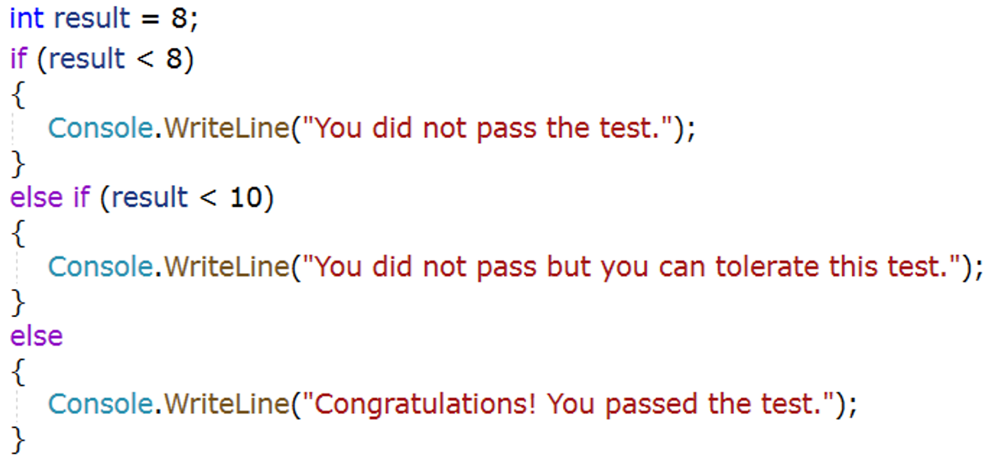 int result = 8;
if (result < 8)
{
Console.WriteLine("You did not pass the test.");
}
else if (result < 10)
{
Console.WriteLine("You did not pass but you can tolerate this test.");
}
else
{
Console.WriteLine("Congratulations! You passed the test.");
}